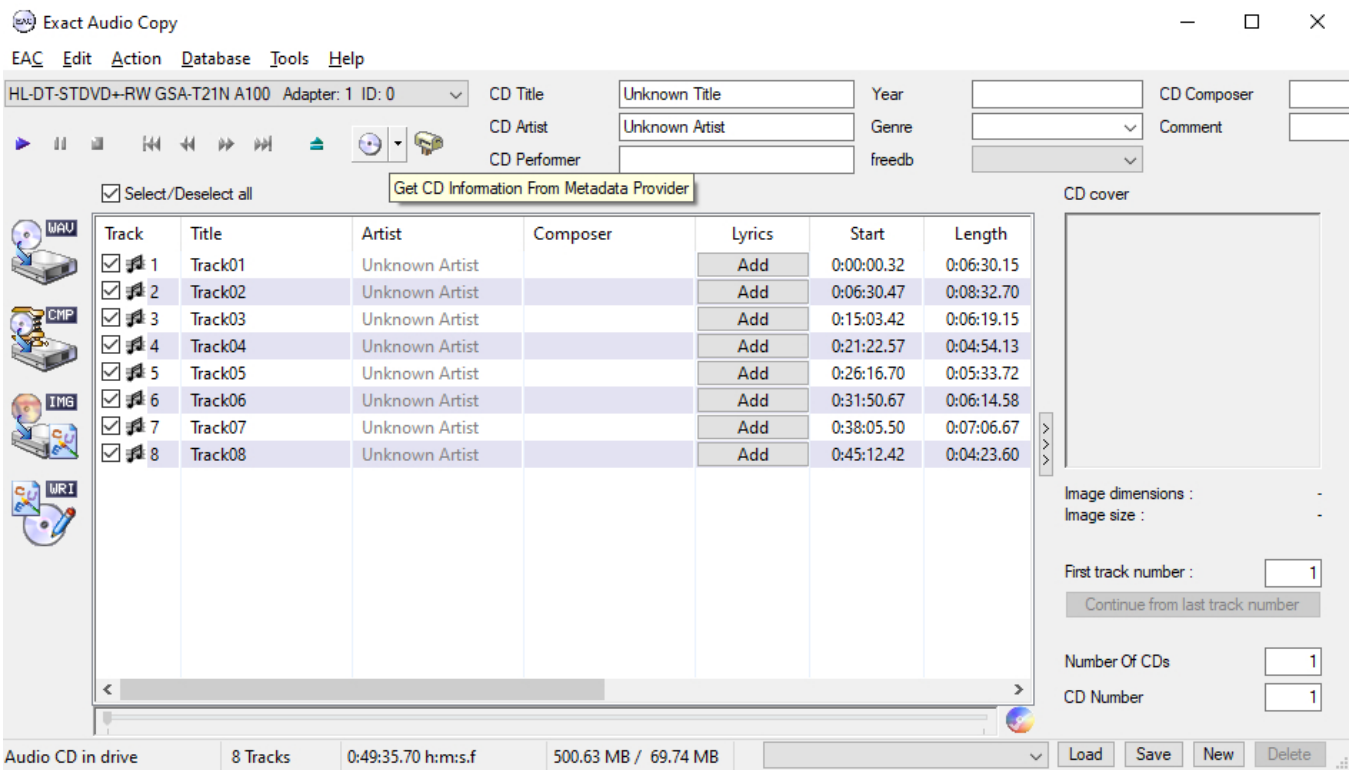 Exact Audio Copy
EAC Edit Action Database Tools Help
HL-DT-STDVD+-RW GSA-T21N A100 Adapter: 1 ID: 0
CD Title Unknown Title Year CD Composer
CD Artist Unknown Artist Genre Comment
CD Performer freedb
Get CD Information From Metadata Provider
Select/Deselect all
CD cover
WAV
CMP
IMG
WRI
Track Title Artist Composer Lyrics Start Length
1 Track01 Unknown Artist Add 0:00:00.32 0:06:30.15
2 Track02 Unknown Artist Add 0:06:30.47 0:08:32.70
3 Track03 Unknown Artist Add 0:15:03.42 0:06:19.15
4 Track04 Unknown Artist Add 0:21:22.57 0:04:54.13
5 Track05 Unknown Artist Add 0:26:16.70 0:05:33.72
6 Track06 Unknown Artist Add 0:31:50.67 0:06:14.58
7 Track07 Unknown Artist Add 0:38:05.50 0:07:06.67
8 Track08 Unknown Artist Add 0:45:12.42 0:04:23.60
Image dimensions : -
Image size : -
First track number : 1
Continue from last track number
Number Of CDs 1
CD Number 1
Audio CD in drive 8 Tracks 0:49:35.70 h:m:s.f 500.63 MB / 69.74 MB Load Save New Delete